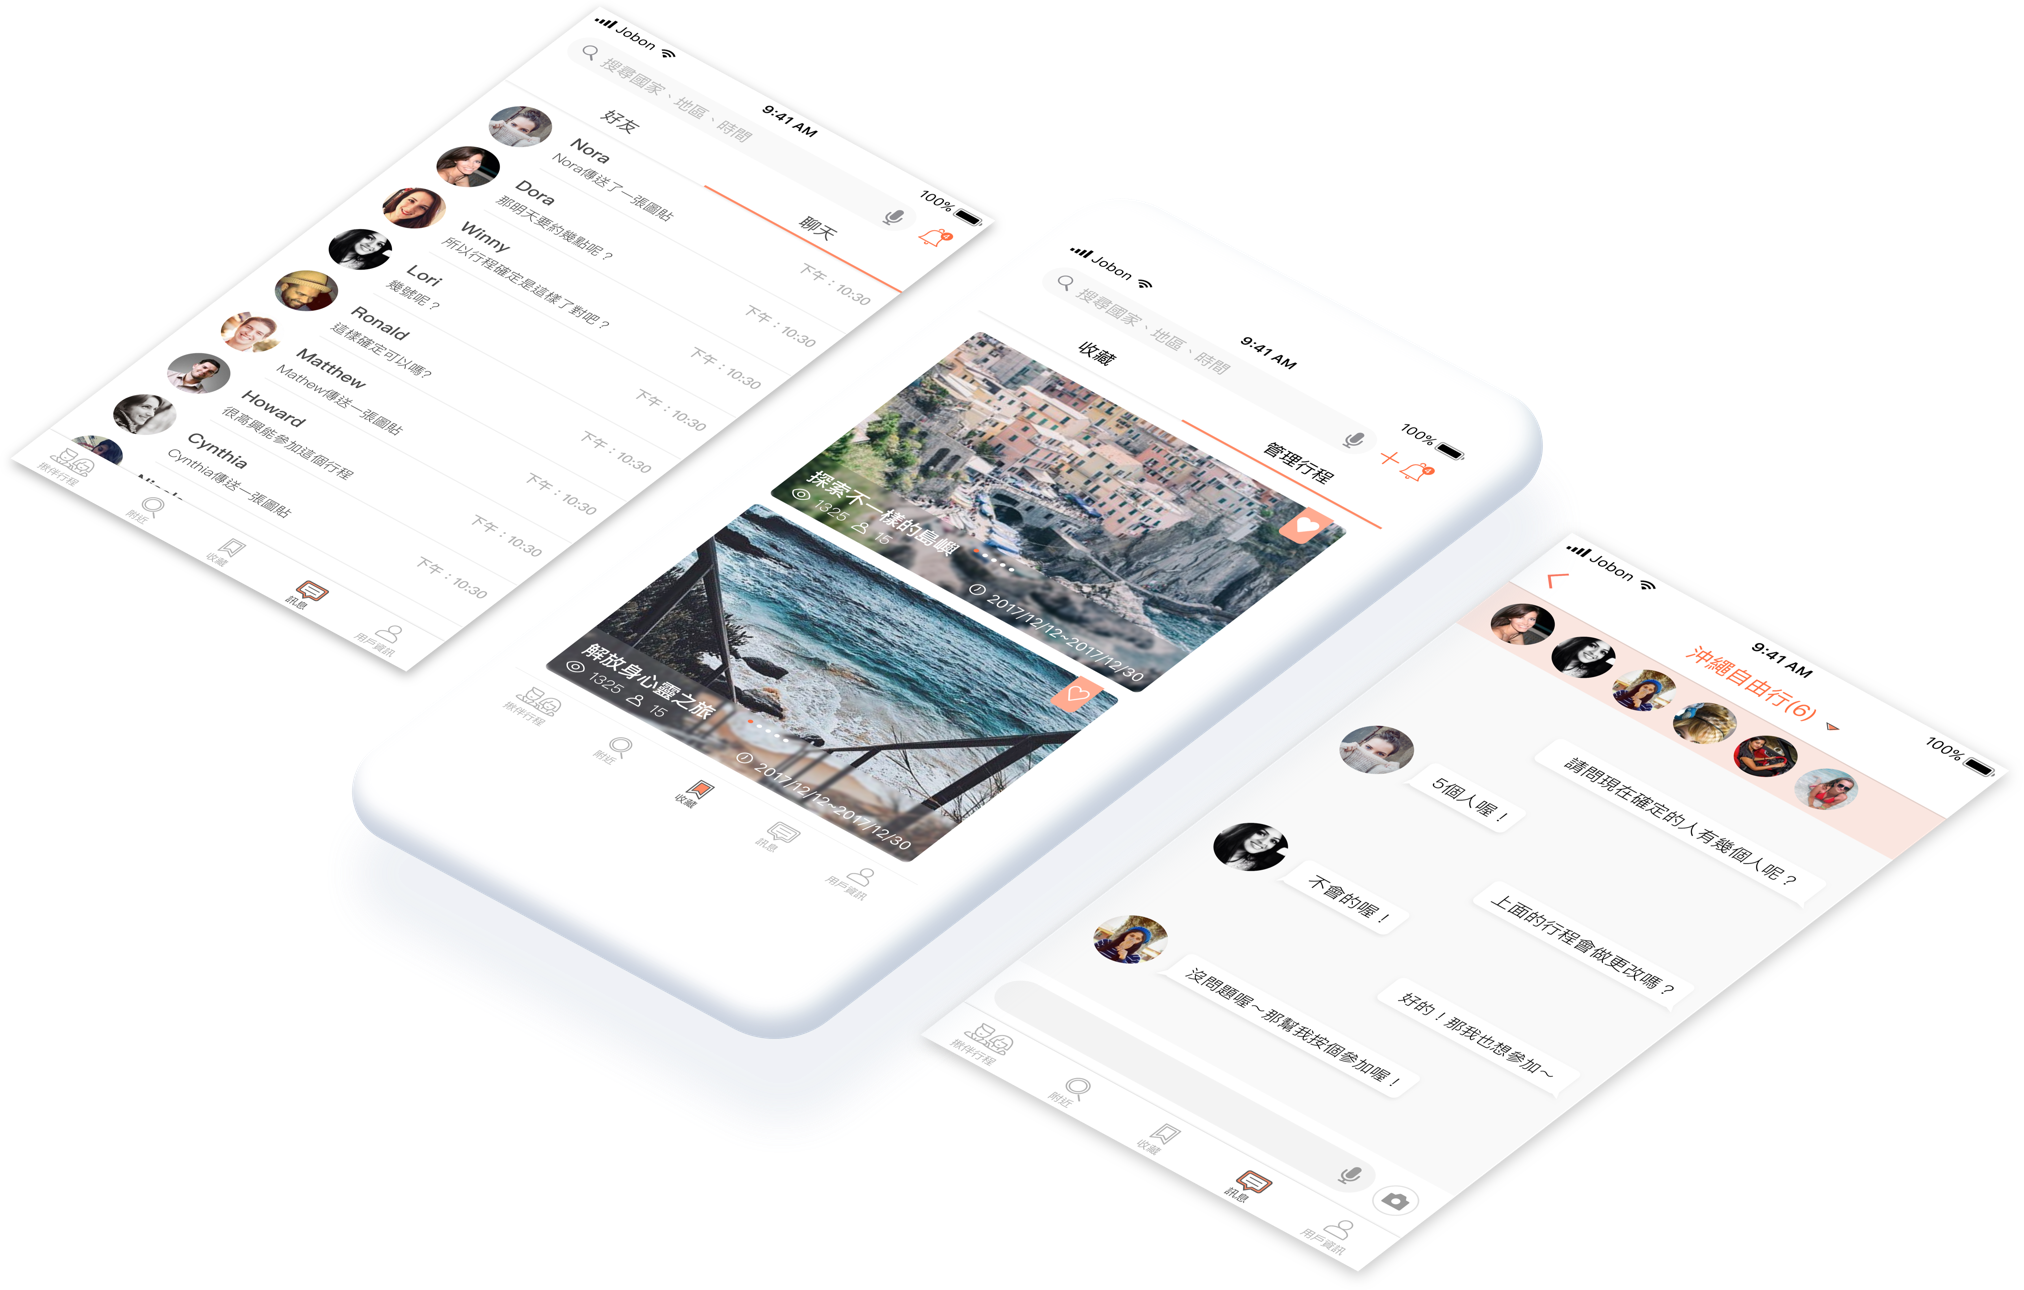 Jobon
9:41 AM
100%
搜尋國家、地區、時間
4
好友
聊天
Nora
Nora傳送了一張圖貼
下午：10:30
Dora
那明天要約幾點呢？
下午：10:30
Winny
所以行程確定是這樣了對吧？
下午：10:30
Lori
幾號呢？
下午：10:30
Ronald
這樣確定可以嗎?
下午：10:30
Matthew
Mathew傳送一張圖貼
下午：10:30
Howard
很高興能參加這個行程
下午：10:30
Cynthia
Cynthia傳送一張圖貼
下午：10:30
揪伴行程
附近
收藏
訊息
用戶資訊
Jobon
9:41 AM
100%
搜尋國家、地區、時間
4
收藏
管理行程
探索不一樣的島嶼
1325 15
2017/12/12~2017/12/30
解放身心靈之旅
1325 15
2017/12/12~2017/12/30
揪伴行程
附近
收藏
訊息
用戶資訊
Jobon
9:41 AM
100%
沖繩自由行(6)
請問現在確定的人有幾個人呢？
5個人喔！
上面的行程會做更改嗎？
不會的喔！
好的！那我也想參加～
沒問題喔～那幫我按個參加喔！
揪伴行程
附近
收藏
訊息
用戶資訊